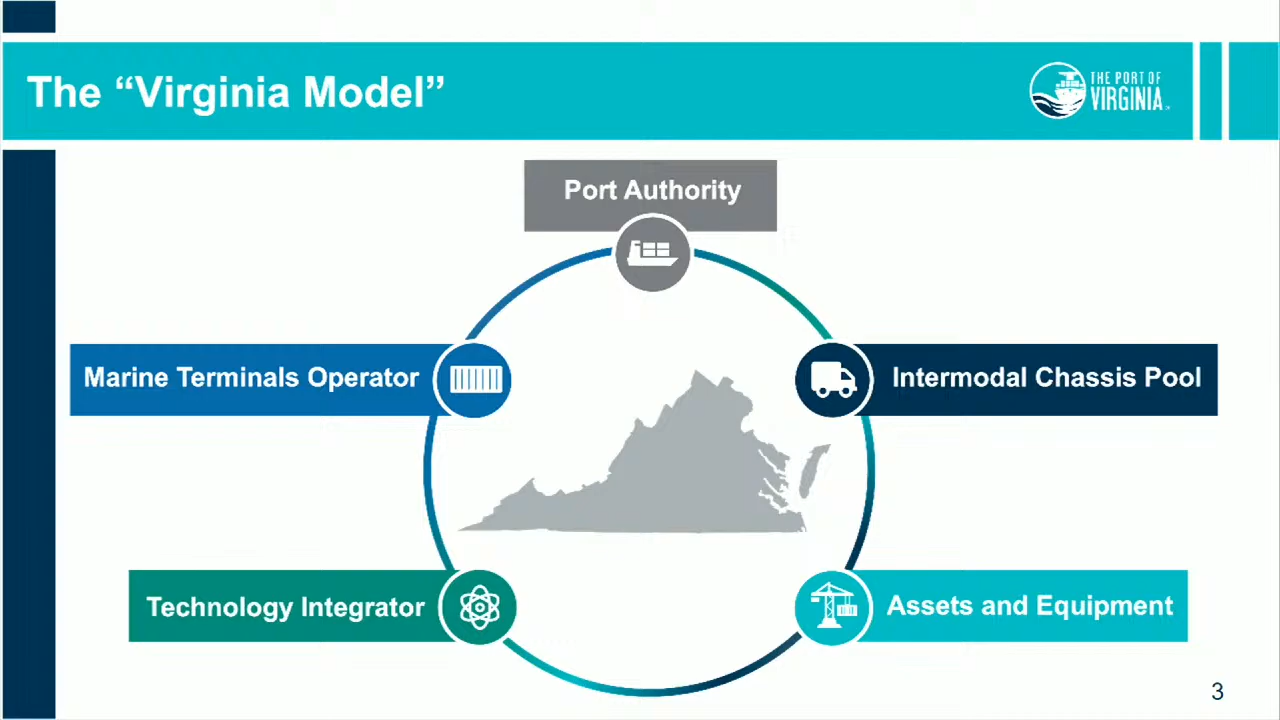 The “Virginia Model”
THE PORT OF
VIRGINIA
Port Authority
Marine Terminals Operator
Intermodal Chassis Pool
Technology Integrator
Assets and Equipment
3